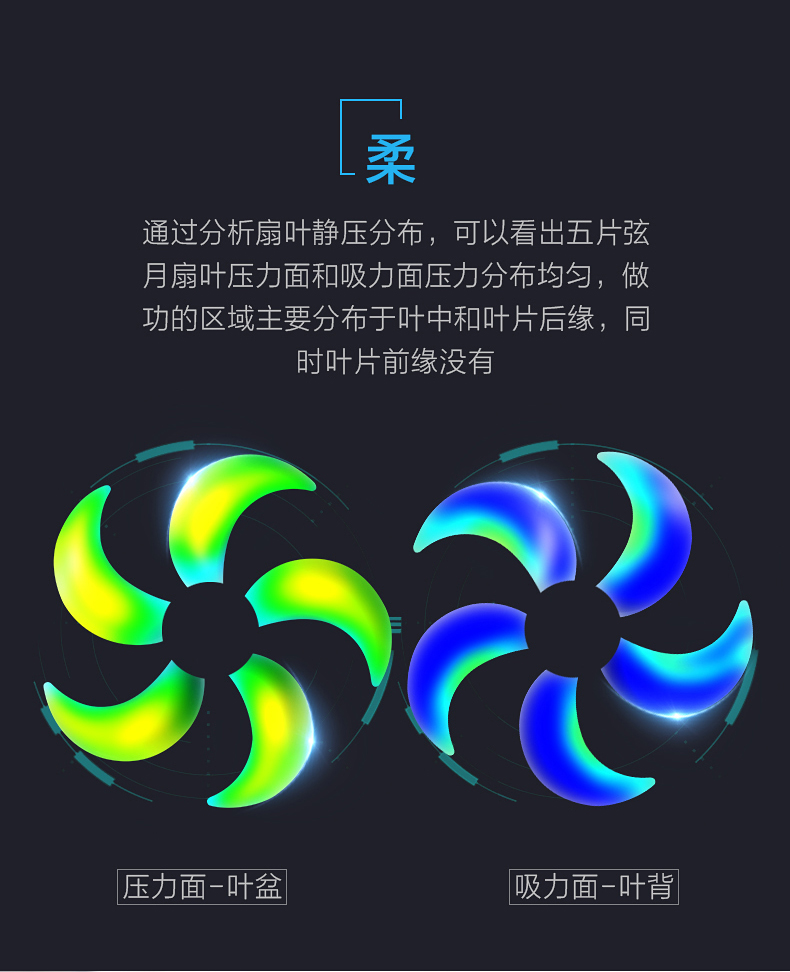 柔
通过分析扇叶静压分布，可以看出五片弦
月扇叶压力面和吸力面压力分布均匀，做
功的区域主要分布于叶中和叶片后缘，同
时叶片前缘没有
压力面-叶盆
吸力面-叶背